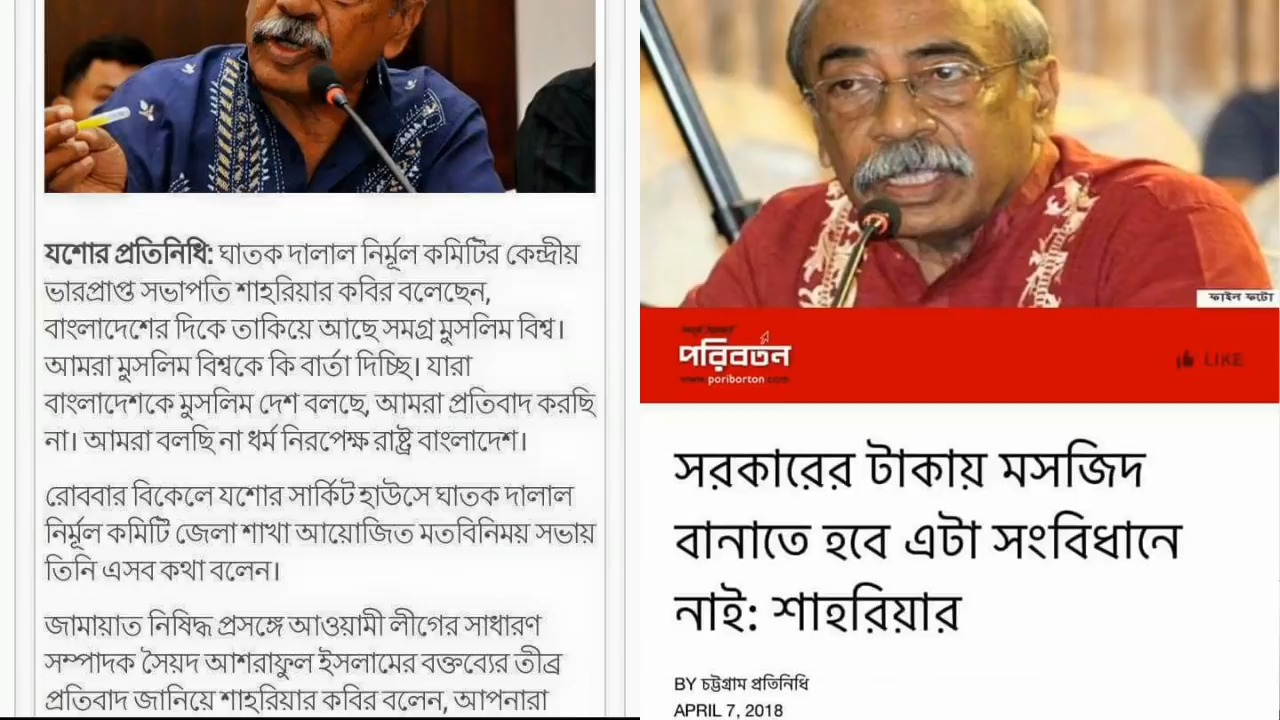 যশোর প্রতিনিধি: ঘাতক দালাল নির্মূল কমিটির কেন্দ্রীয়
ভারপ্রাপ্ত সভাপতি শাহরিয়ার কবির বলেছেন,
বাংলাদেশের দিকে তাকিয়ে আছে সমগ্র মুসলিম বিশ্ব।
আমরা মুসলিম বিশ্বকে কি বার্তা দিচ্ছি। যারা
বাংলাদেশকে মুসলিম দেশ বলছে, আমরা প্রতিবাদ করছি
না। আমরা বলছি না ধর্ম নিরপেক্ষ রাষ্ট্র বাংলাদেশ।
রোববার বিকেলে যশোর সার্কিট হাউসে ঘাতক দালাল
নির্মূল কমিটি জেলা শাখা আয়োজিত মতবিনিময় সভায়
তিনি এসব কথা বলেন।
জামায়াত নিষিদ্ধ প্রসঙ্গে আওয়ামী লীগের সাধারণ
সম্পাদক সৈয়দ আশরাফুল ইসলামের বক্তব্যের তীব্র
প্রতিবাদ জানিয়ে শাহরিয়ার কবির বলেন, আপনারা
ফাইল ফটো
পরিবর্তন
www.poriborton.com
LIKE
সরকারের টাকায় মসজিদ
বানাতে হবে এটা সংবিধানে
নাই: শাহরিয়ার
BY চট্টগ্রাম প্রতিনিধি
APRIL 7, 2018